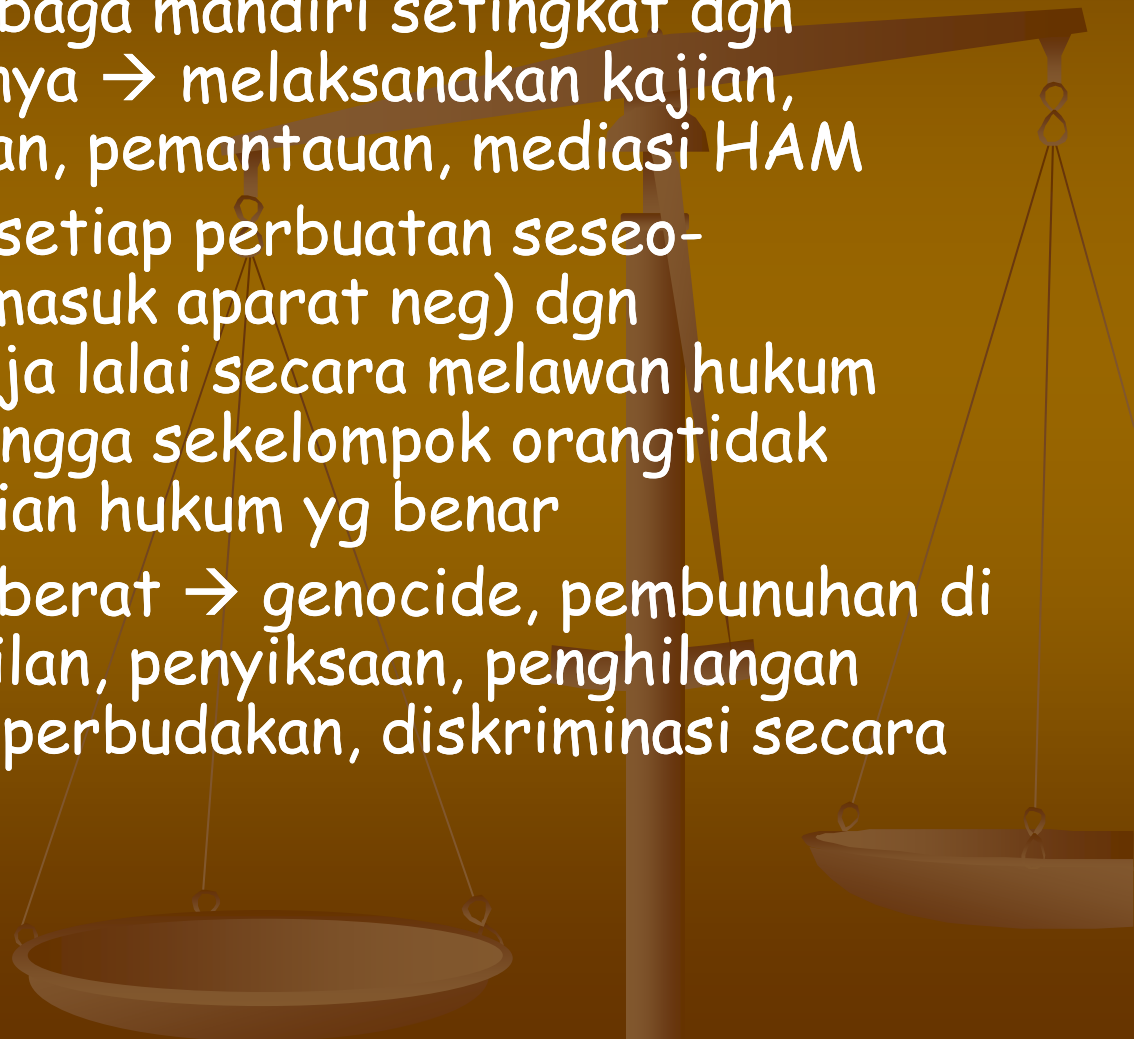 baga mandiri setingkat dgn
nya → melaksanakan kajian,
an, pemantauan, mediasi HAM
setiap perbuatan seseo-
masuk aparat neg) dgn
ja lalai secara melawan hukum
ngga sekelompok orangtidak
ian hukum yg benar
berat → genocide, pembunuhan di
ilan, penyiksaan, penghilangan
perbudakan, diskriminasi secara